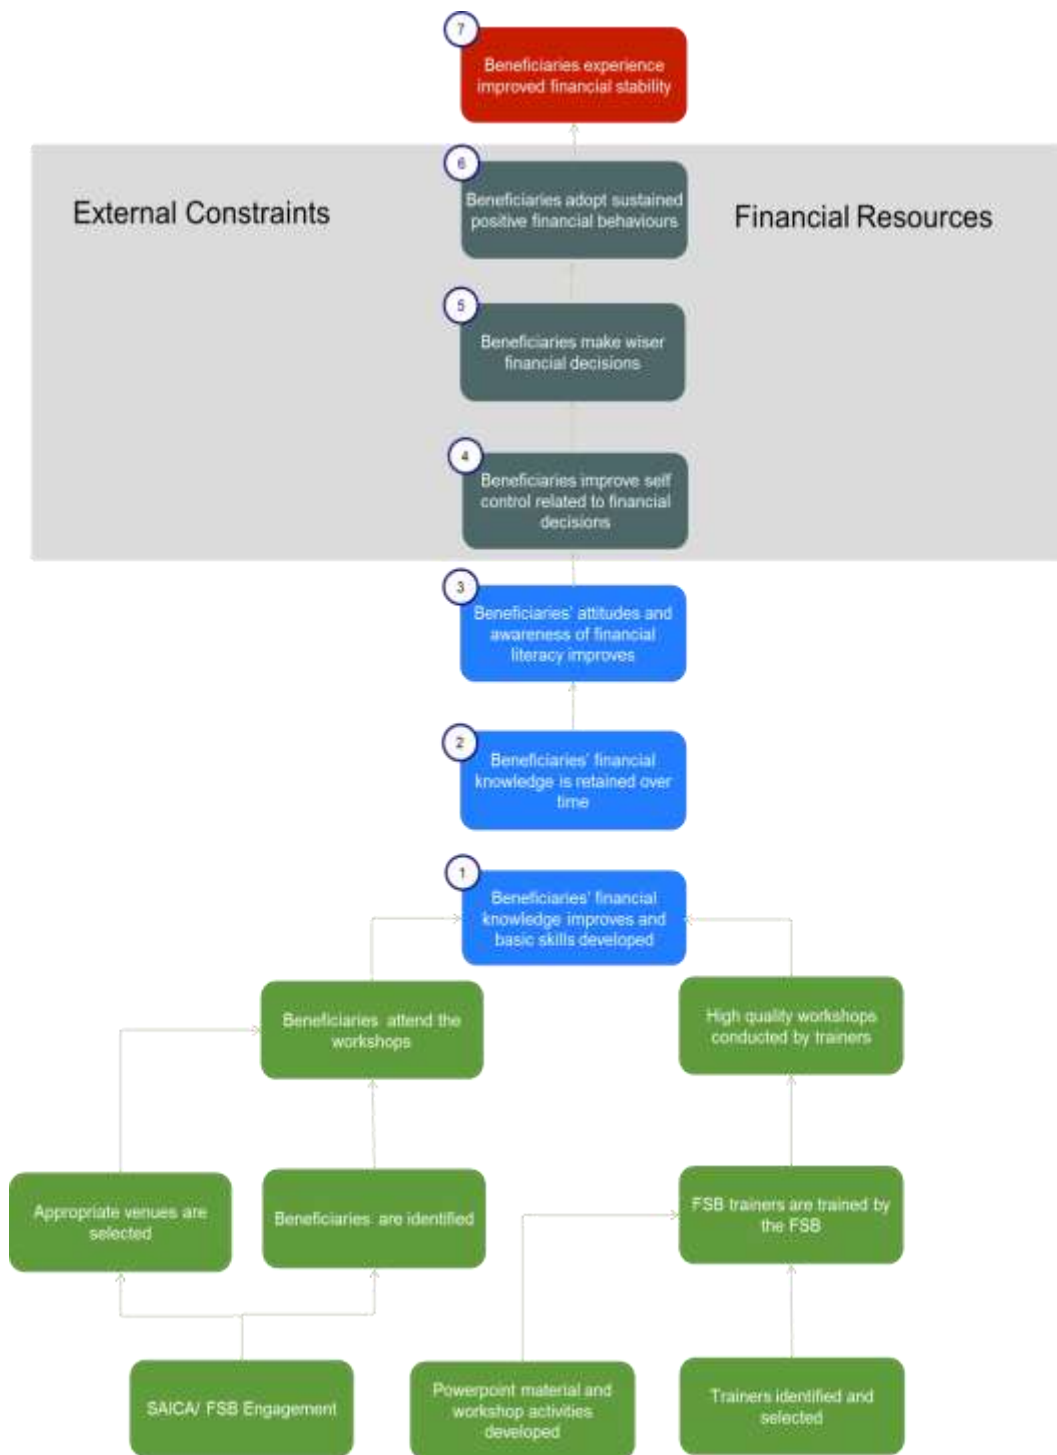 7
Beneficiaries experience
improved financial stability
External Constraints
Financial Resources
6
Beneficiaries adopt sustained
positive financial behaviours
5
Beneficiaries make wiser
financial decisions
4
Beneficiaries improve self
control related to financial
decisions
3
Beneficiaries' attitudes and
awareness of financial
literacy improves
2
Beneficiaries' financial
knowledge is retained over
time
1
Beneficiaries' financial
knowledge improves and
basic skills developed
Beneficiaries attend the
workshops
High quality workshops
conducted by trainers
Appropriate venues are
selected
Beneficiaries are identified
FSB trainers are trained by
the FSB
SAICA/ FSB Engagement
Powerpoint material and
workshop activities
developed
Trainers identified and
selected